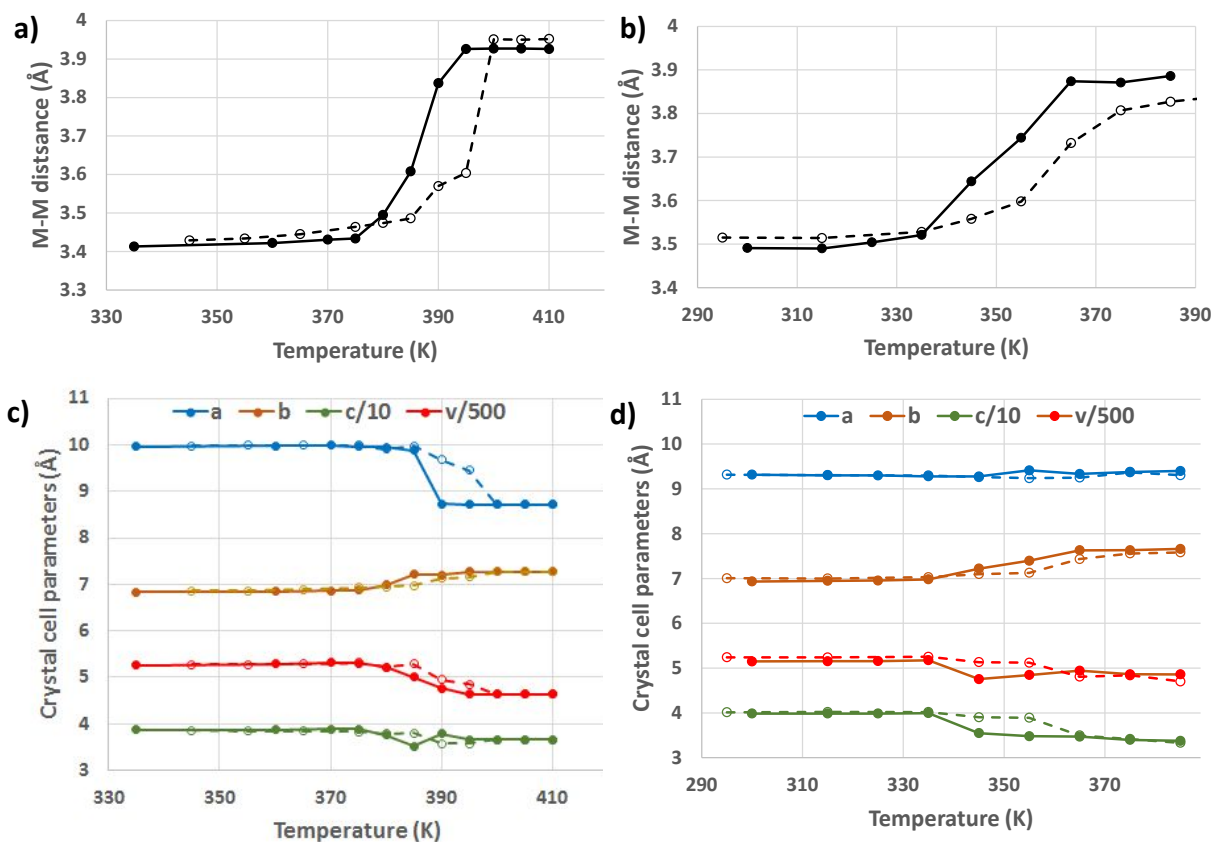 a)
4
3.9
3.8
3.7
3.6
3.5
3.4
3.3
M-M distsance (Å)
330 350 370 390 410
Temperature (K)
b)
4
3.9
3.8
3.7
3.6
3.5
3.4
M-M distance (Å)
290 310 330 350 370 390
Temperature (K)
c)
11
10
9
8
7
6
5
4
3
a b c/10 v/500
Crystal cell parameters (Å)
330 350 370 390 410
Temperature (K)
d)
11
10
9
8
7
6
5
4
3
a b c/10 v/500
Crystal cell parameters (Å)
290 310 330 350 370
Temperature (K)